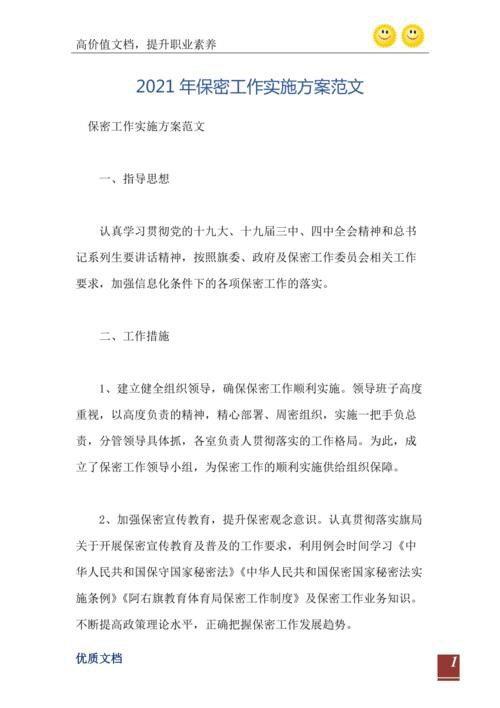 高价值文档，提升职业素养
2021 年保密工作实施方案范文
保密工作实施方案范文
一、指导思想
认真学习贯彻党的十九大、十九届三中、四中全会精神和总书
记系列生要讲话精神，按照旗委、政府及保密工作委员会相关工作
要求，加强信息化条件下的各项保密工作的落实。
二、工作措施
1、建立健全组织领导，确保保密工作顺利实施。领导班子高度
重视，以高度负责的精神，精心部署、周密组织，实施一把手负总
责，分管领导具体抓，各室负责人贯彻落实的工作格局。为此，成
立了保密工作领导小组，为保密工作的顺利实施供给组织保障。
2、加强保密宣传教育，提升保密观念意识。认真贯彻落实旗局
关于开展保密宣传教育及普及的工作要求，利用例会时间学习《中
华人民共和国保守国家秘密法》《中华人民共和国保密国家秘密法实
施条例》《阿右旗教育体育局保密工作制度》及保密工作业务知识。
不断提高政策理论水平，正确把握保密工作发展趋势。
优质文档
1